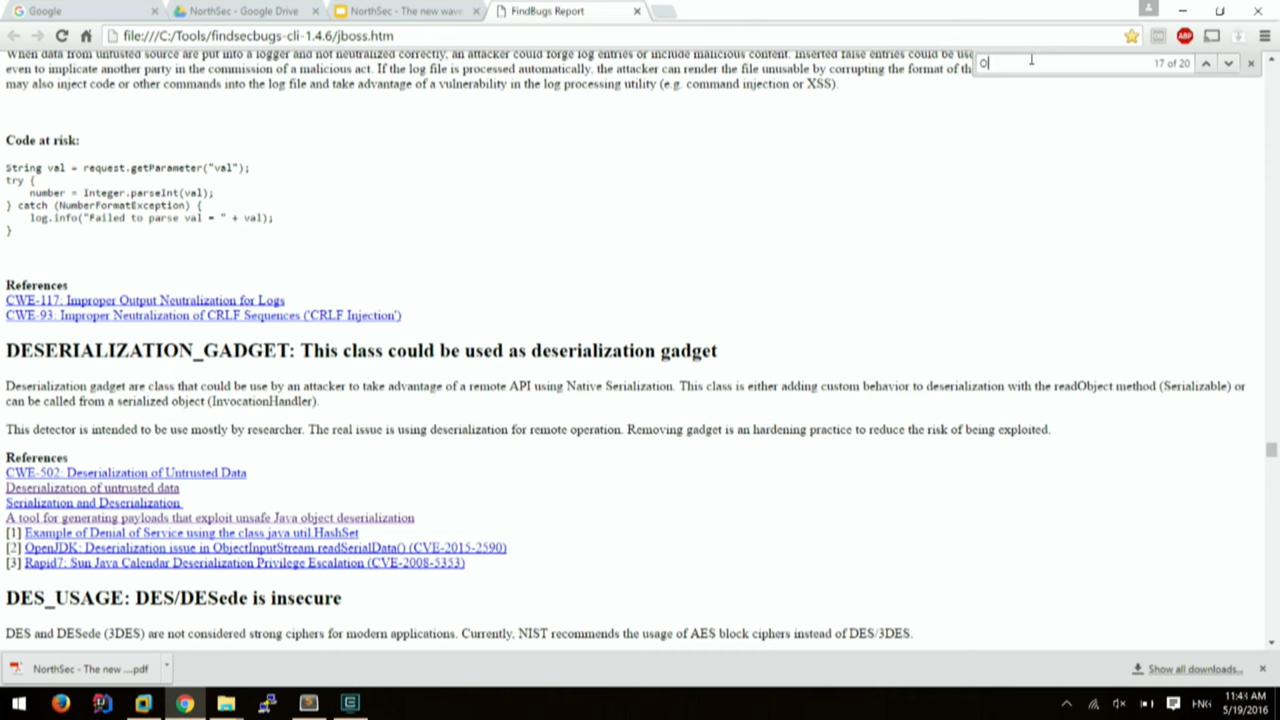 Google
NorthSec - Google Drive
NorthSec - The new wave
FindBugs Report
file:///C:/Tools/findsecbugs-cli-1.4.6/jboss.htm
ABP
O
17 of 20
When data from untrusted source are put into a logger and not neutralized correctly, an attacker could forge log entries or include malicious content. Inserted false entries could be use
even to implicate another party in the commission of a malicious act. If the log file is processed automatically, the attacker can render the file unusable by corrupting the format of th
may also inject code or other commands into the log file and take advantage of a vulnerability in the log processing utility (e.g. command injection or XSS).
Code at risk:
String val = request.getParameter("val");
try {
number = Integer.parseInt(val);
} catch (NumberFormatException) {
log.info("Failed to parse val = " + val);
}
References
CWE-117: Improper Output Neutralization for Logs
CWE-93: Improper Neutralization of CRLF Sequences ('CRLF Injection')
DESERIALIZATION_GADGET: This class could be used as deserialization gadget
Deserialization gadget are class that could be use by an attacker to take advantage of a remote API using Native Serialization. This class is either adding custom behavior to deserialization with the readObject method (Serializable) or
can be called from a serialized object (InvocationHandler).
This detector is intended to be use mostly by researcher. The real issue is using deserialization for remote operation. Removing gadget is an hardening practice to reduce the risk of being exploited.
References
CWE-502: Deserialization of Untrusted Data
Deserialization of untrusted data
Serialization and Deserialization
A tool for generating payloads that exploit unsafe Java object deserialization
[1] Example of Denial of Service using the class java.util.HashSet
[2] OpenJDK: Deserialization issue in ObjectInputStream.readSerialData() (CVE-2015-2590)
[3] Rapid7: Sun Java Calendar Deserialization Privilege Escalation (CVE-2008-5353)
DES_USAGE: DES/DESede is insecure
DES and DESede (3DES) are not considered strong ciphers for modern applications. Currently, NIST recommends the usage of AES block ciphers instead of DES/3DES.
NorthSec - The new ....pdf
Show all downloads...
11:43 AM
5/19/2016